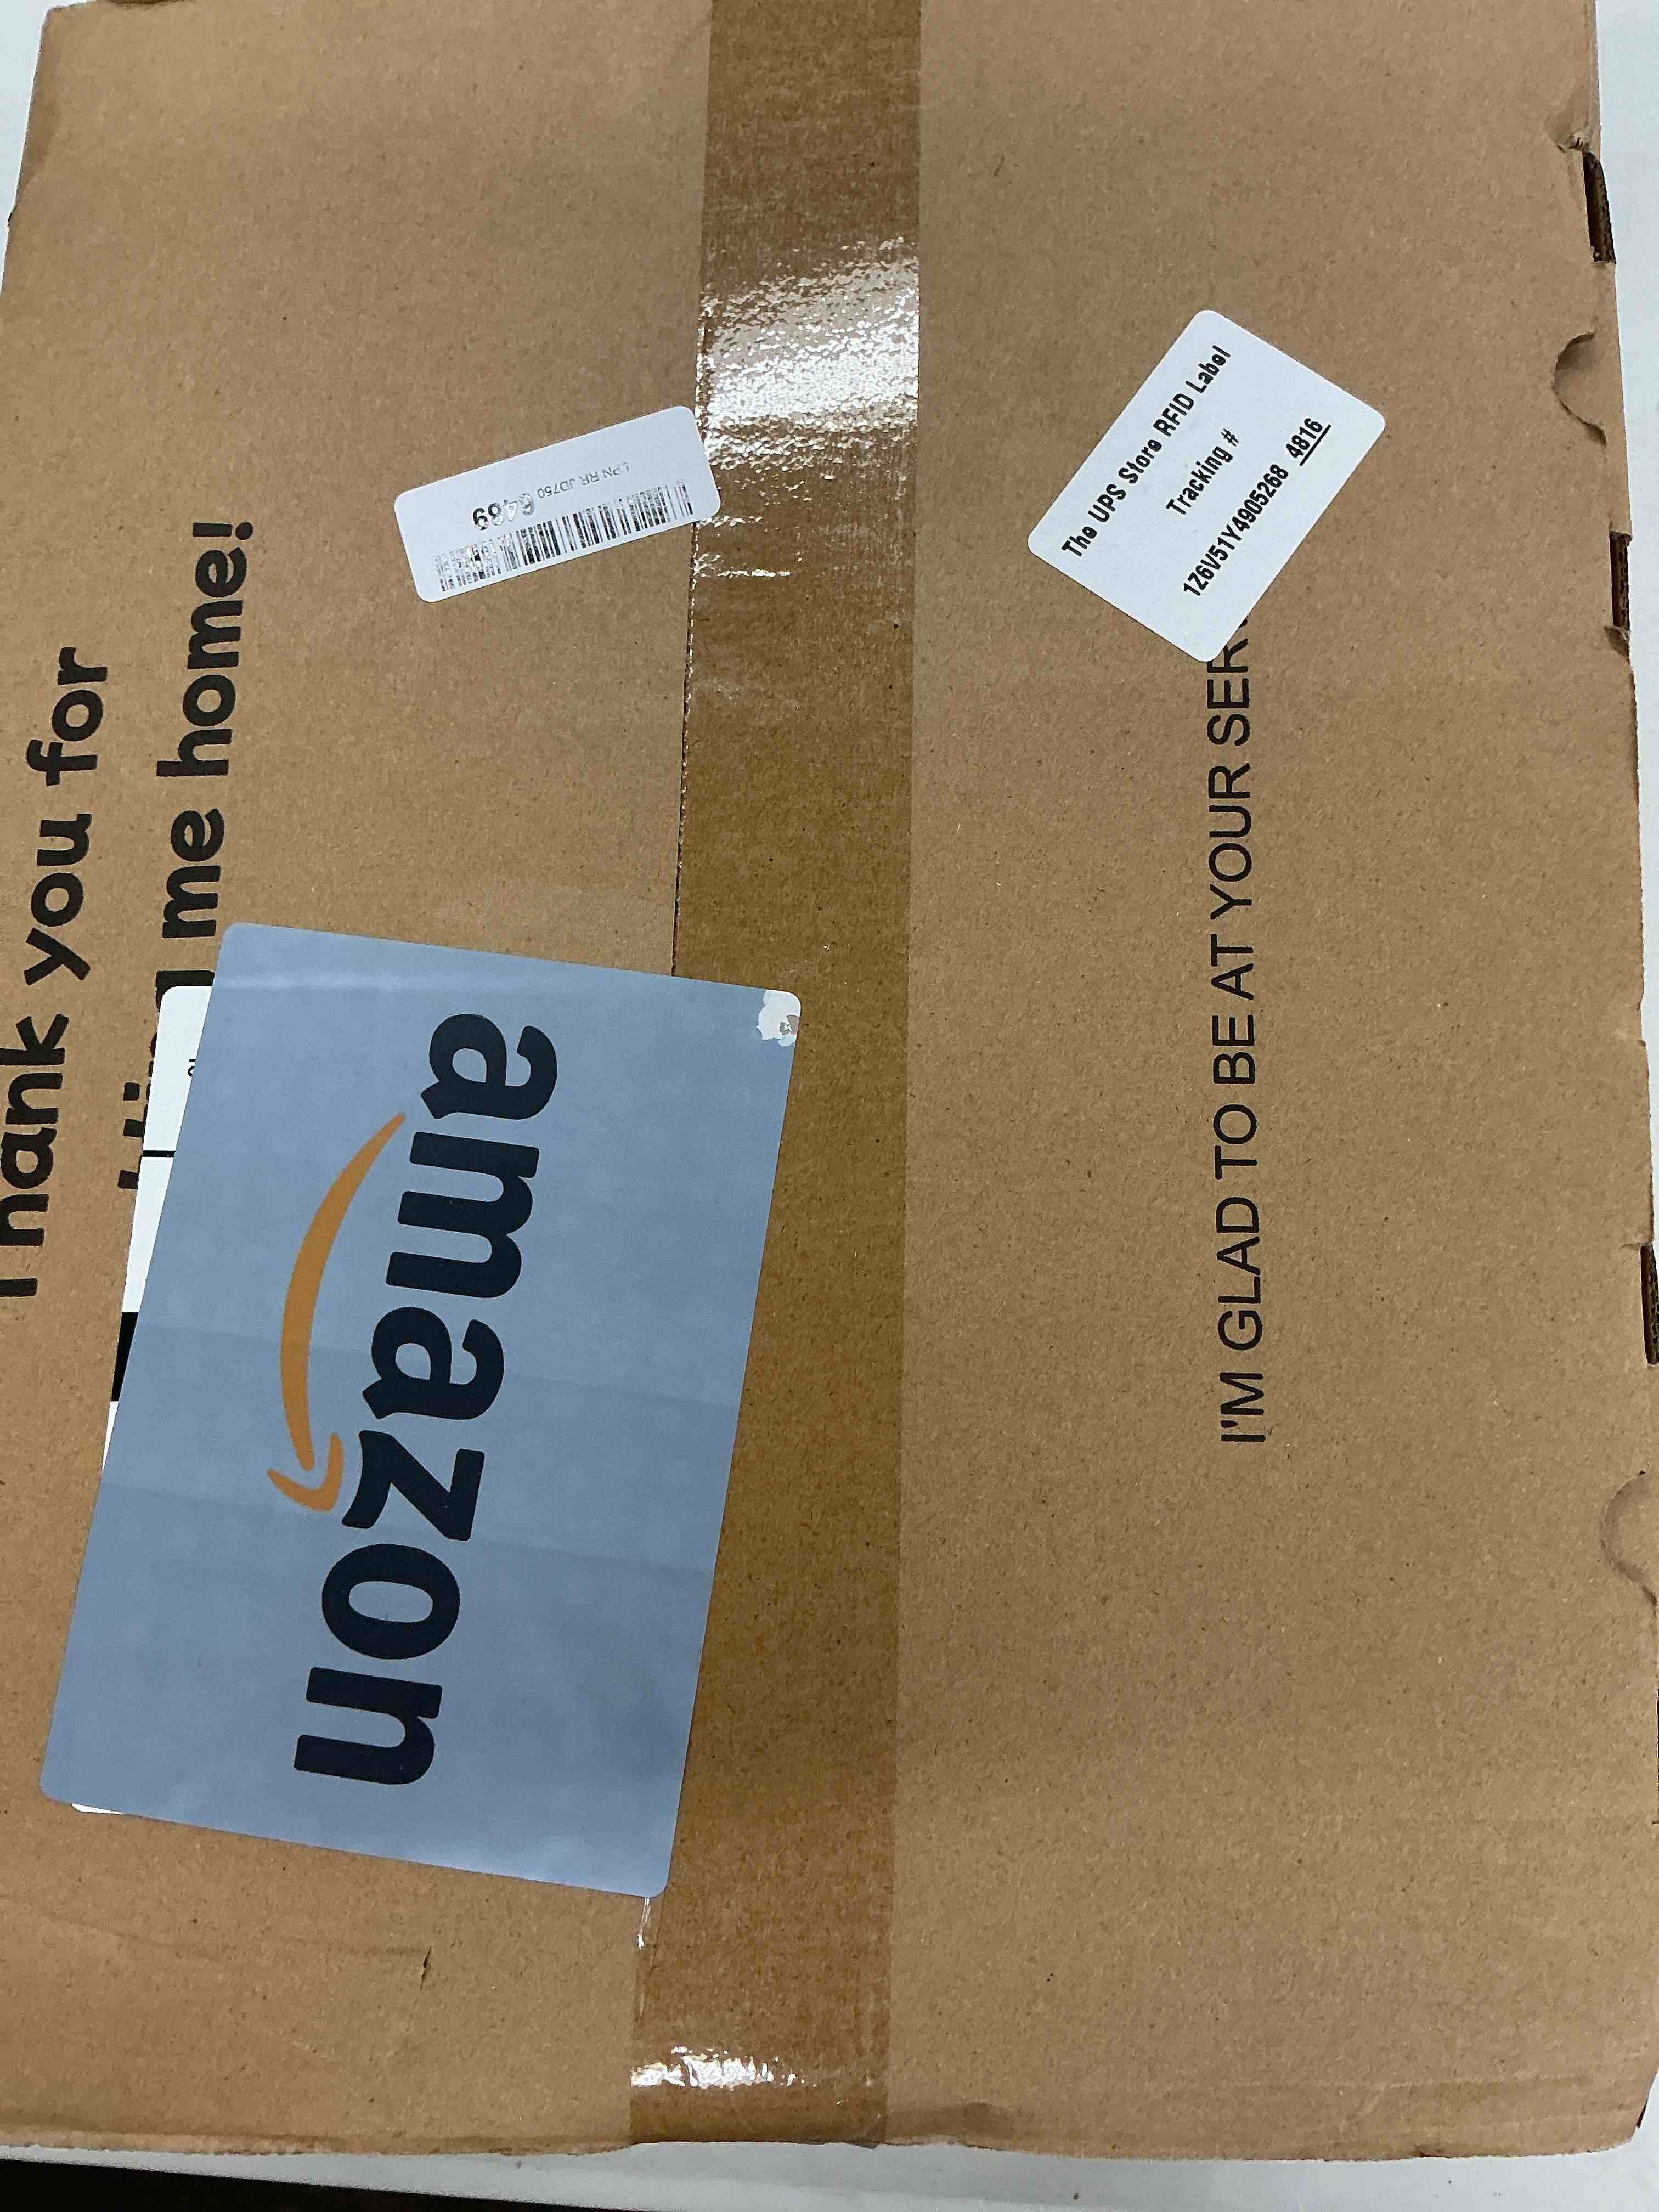 Thank you for
me home!
LPN RR JD750 6489
The UPS Store RFID Label
Tracking #
1Z6V51Y4905268 4816
I'M GLAD TO BE AT YOUR SER
amazon